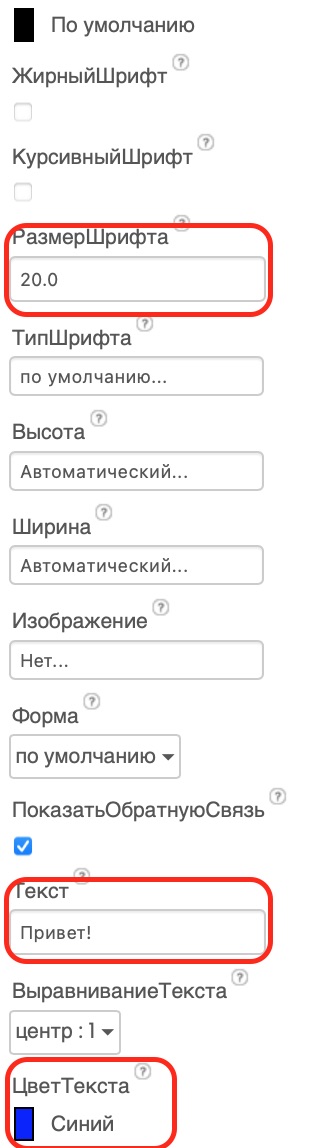 По умолчанию
ЖирныйШрифт ?
КурсивныйШрифт ?
РазмерШрифта ?
20.0
ТипШрифта ?
по умолчанию...
Высота ?
Автоматический...
Ширина ?
Автоматический...
Изображение ?
Нет...
Форма ?
по умолчанию
ПоказатьОбратнуюСвязь ?
Текст ?
Привет!
ВыравниваниеТекста ?
центр : 1
ЦветТекста ?
Синий